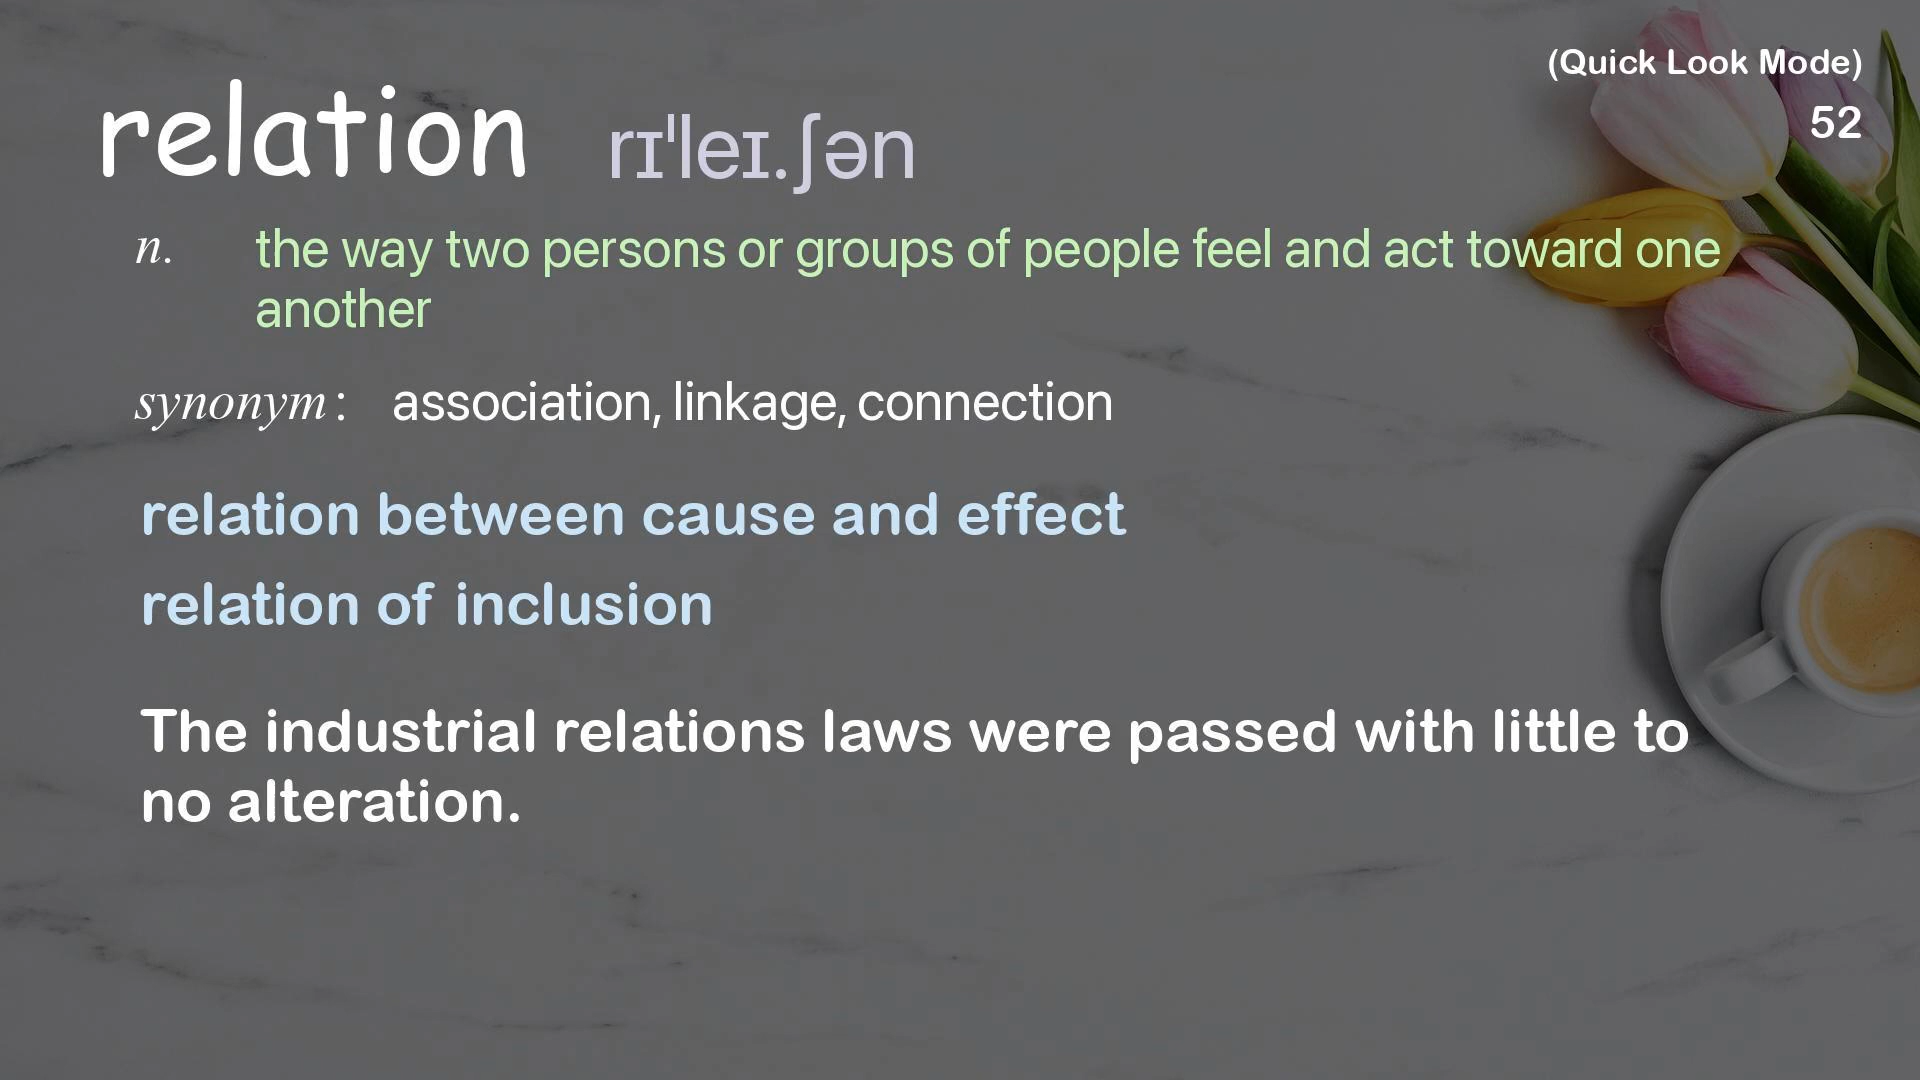 (Quick Look Mode)
52
relation rɪˈleɪ.ʃən
n. the way two persons or groups of people feel and act toward one
another
synonym: association, linkage, connection
relation between cause and effect
relation of inclusion
The industrial relations laws were passed with little to
no alteration.